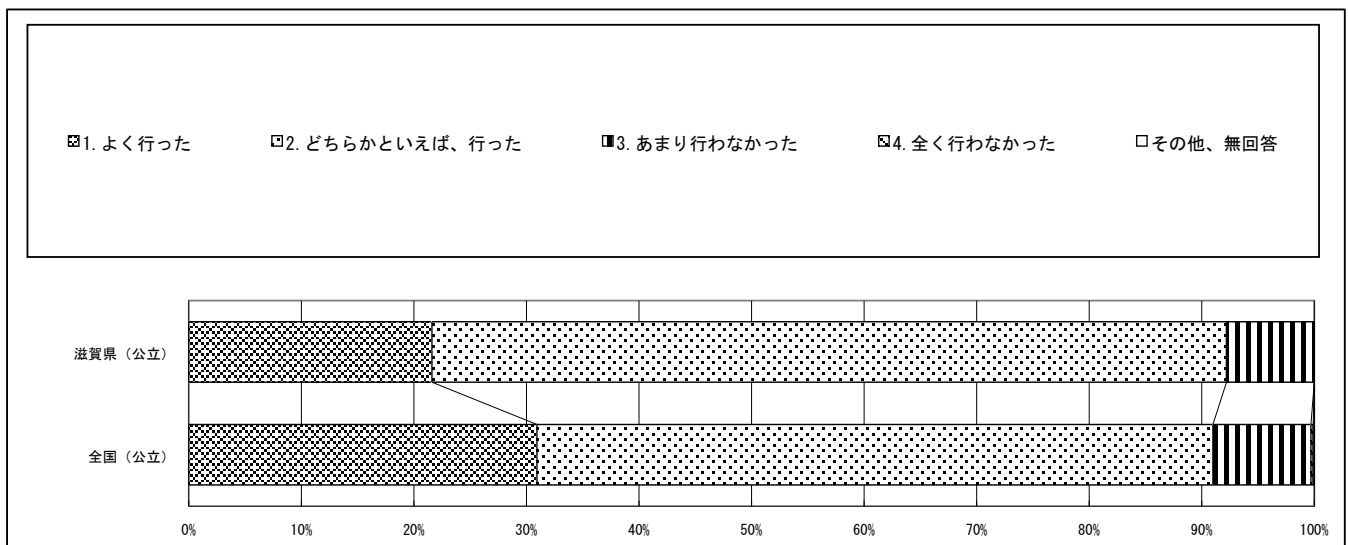 1. よく行った 2. どちらかといえば、行った 3. あまり行わなかった 4. 全く行わなかった その他、無回答
滋賀県（公立）
全国（公立）
0% 10% 20% 30% 40% 50% 60% 70% 80% 90% 100%